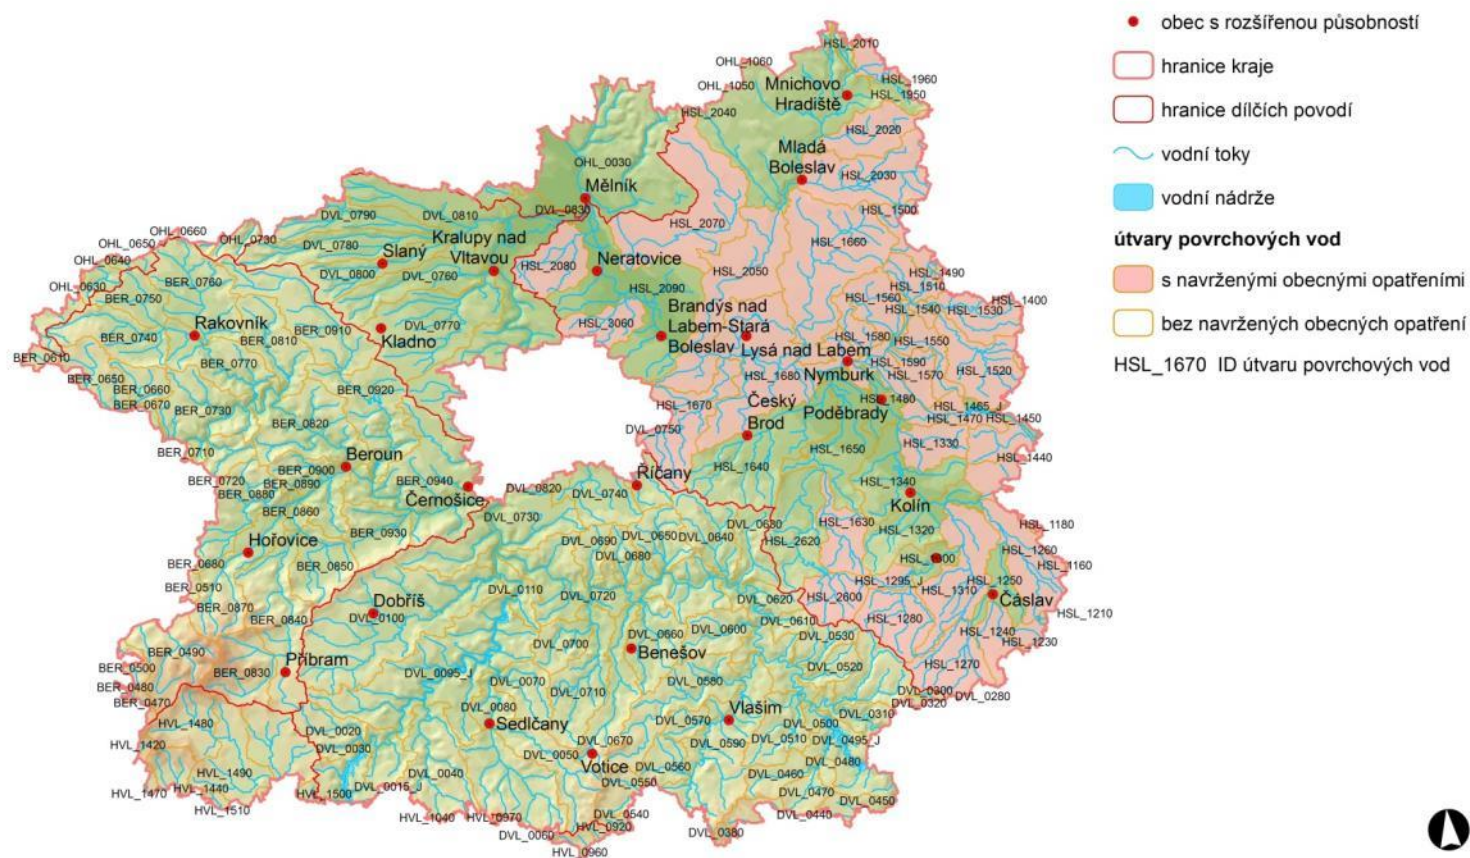 obec s rozšířenou působností
hranice kraje
hranice dílčích povodí
vodní toky
vodní nádrže
útvary povrchových vod
s navrženými obecnými opatřeními
bez navržených obecných opatření
HSL_1670 ID útvaru povrchových vod
HSL_2010
OHL_1060
HSL_1960
OHL_1050
Mnichovo
Hradiště
HSL_1950
HSL_2040
HSL_2020
Mladá
Boleslav
HSL_2030
OHL_0030
Mělník
HSL_1500
DVL_0790
DVL_0810
DVL_0830
HSL_2070
HSL_1660
OHL_0660
OHL_0650
OHL_0730
OHL_0640
OHL_0630
DVL_0780
Slaný
DVL_0800
Kralupy nad
Vltavou
DVL_0760
HSL_2080
Neratovice
HSL_2050
HSL_1490
HSL_1510
BER_0760
BER_0750
HSL_2090
HSL_1560
HSL_1540
HSL_1530
HSL_1400
Brandýs nad
Labem-Stará
Boleslav
BER_0740
Rakovník
BER_0910
BER_0810
Kladno
DVL_0770
HSL_3060
HSL_1580
HSL_1550
BER_0610
BER_0770
Lysá nad Labem
HSL_1590
Nymburk
HSL_1570
HSL_1520
BER_0650
BER_0660
BER_0670
BER_0730
BER_0920
HSL_1680
HSL_1670
Český
Brod
Poděbrady
HSL_1480
HSL_1465_J
HSL_1470
HSL_1450
BER_0820
DVL_0750
HSL_1330
HSL_1440
BER_0710
Beroun
BER_0900
BER_0890
BER_0720
BER_0880
BER_0940
Černošice
DVL_0820
DVL_0740
Říčany
HSL_1640
HSL_1650
HSL_1340
Kolín
BER_0860
BER_0930
DVL_0730
DVL_0630
HSL_1630
HSL_1320
HSL_1180
Hořovice
BER_0680
BER_0850
DVL_0690
DVL_0650
DVL_0640
DVL_0680
HSL_2620
HSL_1260
HSL_1160
BER_0510
DVL_0110
DVL_0720
HSL_1295_J
HSL_1310
HSL_1250
Čáslav
BER_0870
BER_0840
Dobříš
DVL_0100
DVL_0620
HSL_2600
DVL_0610
HSL_1280
HSL_1210
BER_0490
BER_0500
DVL_0700
DVL_0660
DVL_0600
Benešov
DVL_0530
HSL_1240
HSL_1230
BER_0480
BER_0470
BER_0830
Příbram
DVL_0095_J
DVL_0070
DVL_0710
DVL_0580
DVL_0520
HSL_1270
DVL_0300
DVL_0280
DVL_0320
DVL_0310
HVL_1480
DVL_0080
Sedlčany
Vlašim
DVL_0570
DVL_0500
DVL_0020
DVL_0030
HVL_1420
DVL_0510
DVL_0590
DVL_0495_J
DVL_0480
DVL_0050
DVL_0670
Votice
DVL_0560
DVL_0550
HVL_1490
HVL_1440
HVL_1470
HVL_1510
HVL_1500
DVL_0015_J
DVL_0040
DVL_0460
DVL_0470
DVL_0450
DVL_0440
HVL_1040
HVL_0970
DVL_0540
HVL_0920
DVL_0060
HVL_0960
DVL_0380